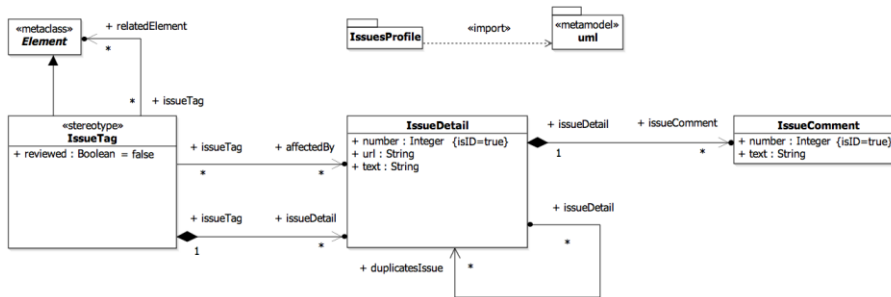 «metaclass»
Element
+ relatedElement
*
*
+ issueTag
IssuesProfile
«import»
«metamodel»
uml
«stereotype»
IssueTag
+ reviewed : Boolean = false
+ issueTag
+ affectedBy
*
*
+ issueTag
+ issueDetail
1
*
IssueDetail
+ number : Integer {isID=true}
+ url : String
+ text : String
+ issueDetail
+ issueComment
1
*
IssueComment
+ number : Integer {isID=true}
+ text : String
+ issueDetail
*
+ duplicatesIssue
*